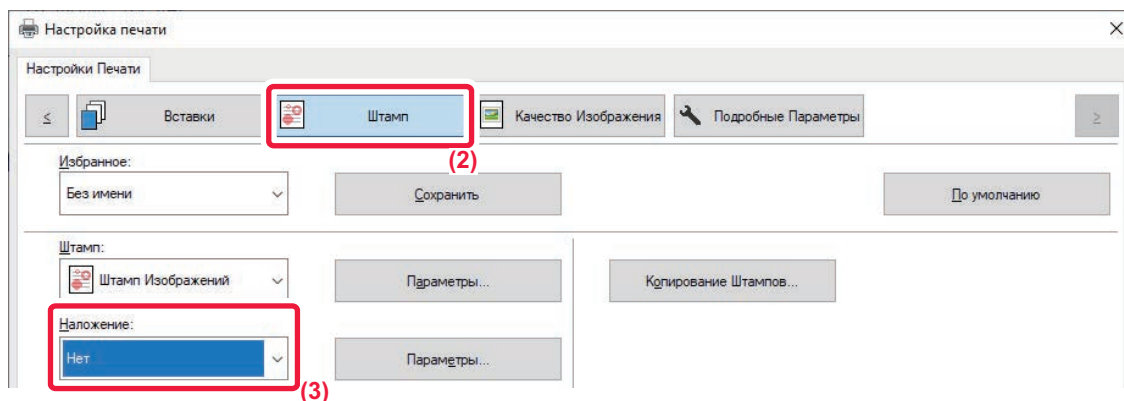 Настройка печати
Настройки Печати
< Вставки Штамп Качество Изображения Подробные Параметры >
(2)
Избранное:
Без имени Сохранить По умолчанию
Штамп:
Штамп Изображений Параметры... Копирование Штампов...
Наложение:
Нет Параметры...
(3)